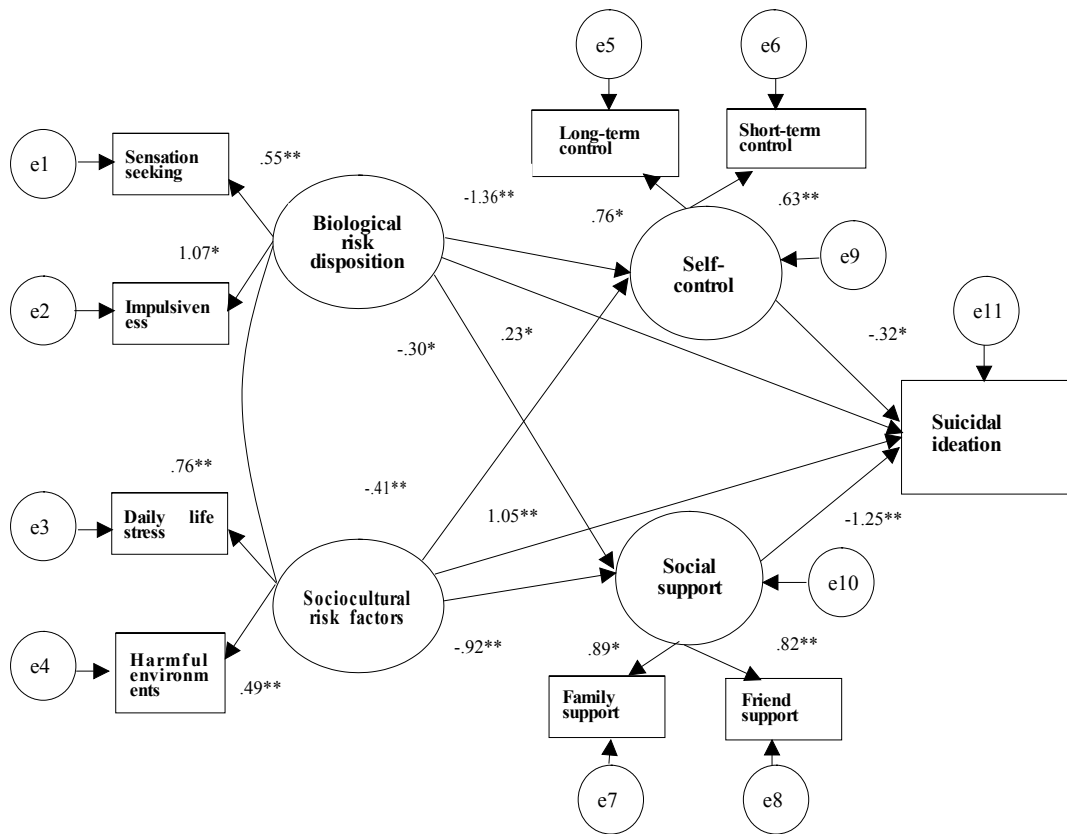 e5
e6
Long-term
control
Short-term
control
e1
Sensation
seeking
.55**
-1.36**
.76*
.63**
Biological
risk
disposition
Self-
control
e9
1.07*
e2
Impulsiven
ess
-.30*
.23*
-.32*
e11
Suicidal
ideation
.76**
e3
Daily life
stress
-.41**
1.05**
-1.25**
Social
support
e10
Sociocultural
risk factors
e4
Harmful
environm
ents
.49**
-.92**
.89*
.82**
Family
support
Friend
support
e7
e8